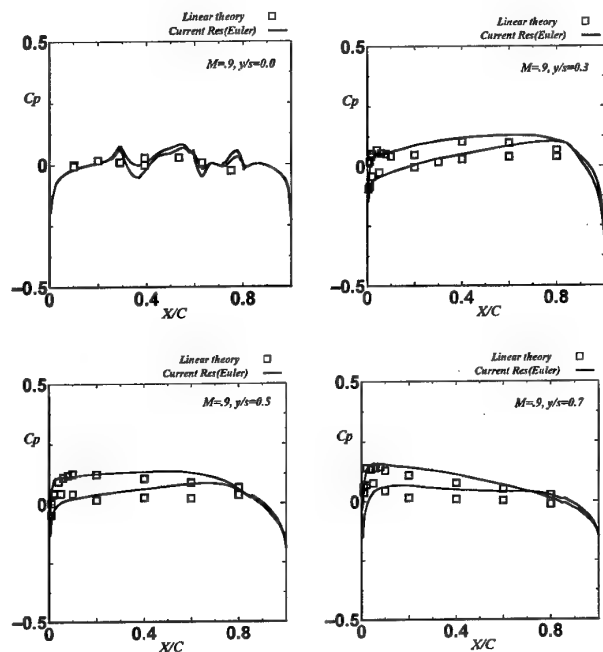 Linear theory
Current Res(Euler)
0.5
M=.9, y/s=0.0
Cp
0
−0.5
0 0.4 0.8
X/C
Linear theory
Current Res(Euler)
0.5
M=.9, y/s=0.3
Cp
0
−0.5
0 0.4 0.8
X/C
Linear theory
Current Res(Euler)
0.5
M=.9, y/s=0.5
Cp
0
−0.5
0 0.4 0.8
X/C
Linear theory
Current Res(Euler)
0.5
M=.9, y/s=0.7
Cp
0
−0.5
0 0.4 0.8
X/C